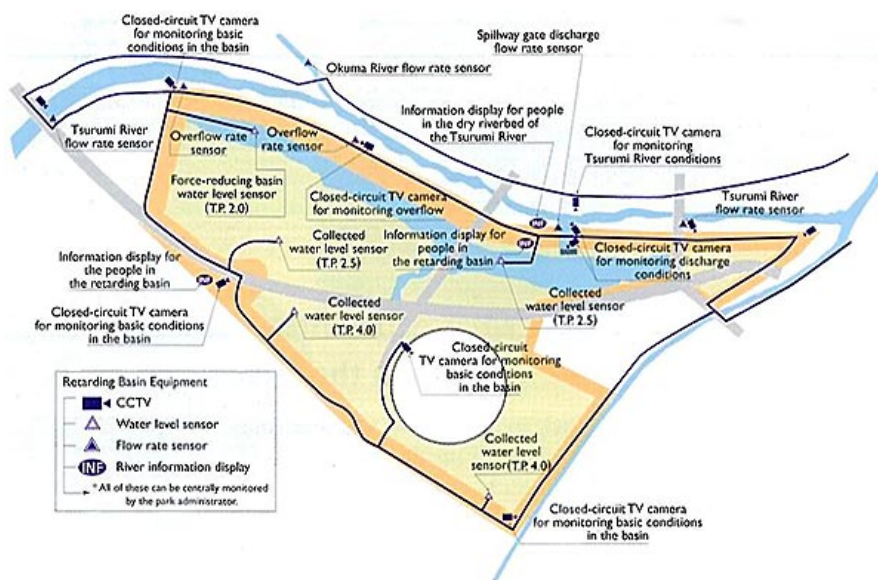 Closed-circuit TV camera
for monitoring basic
conditions in the basin
Spillway gate discharge
flow rate sensor
Okuma River flow rate sensor
Information display for people
in the dry riverbed of
the Tsurumi River
Closed-circuit TV camera
for monitoring
Tsurumi River conditions
Tsurumi River
flow rate sensor
Overflow rate
sensor
Overflow
rate sensor
Force-reducing basin
water level sensor
(T.P. 2.0)
Closed-circuit TV camera
for monitoring overflow
Tsurumi River
flow rate sensor
INF
Collected
water level sensor
(T.P. 2.5)
Information display for
people in
the retarding basin
INF
Closed-circuit TV camera
for monitoring discharge
conditions
Information display for
the people in
the retarding basin
INF
Collected
water level sensor
(T.P. 2.5)
Closed-circuit TV camera
for monitoring basic conditions
in the basin
Collected
water level sensor
(T.P. 4.0)
Closed-circuit
TV camera for monitoring
basic conditions
in the basin
Retarding Basin Equipment
CCTV
Water level sensor
Flow rate sensor
INF River information display
* All of these can be centrally monitored
by the park administrator.
Collected
water level
sensor (T.P. 4.0)
Closed-circuit TV camera
for monitoring basic conditions
in the basin